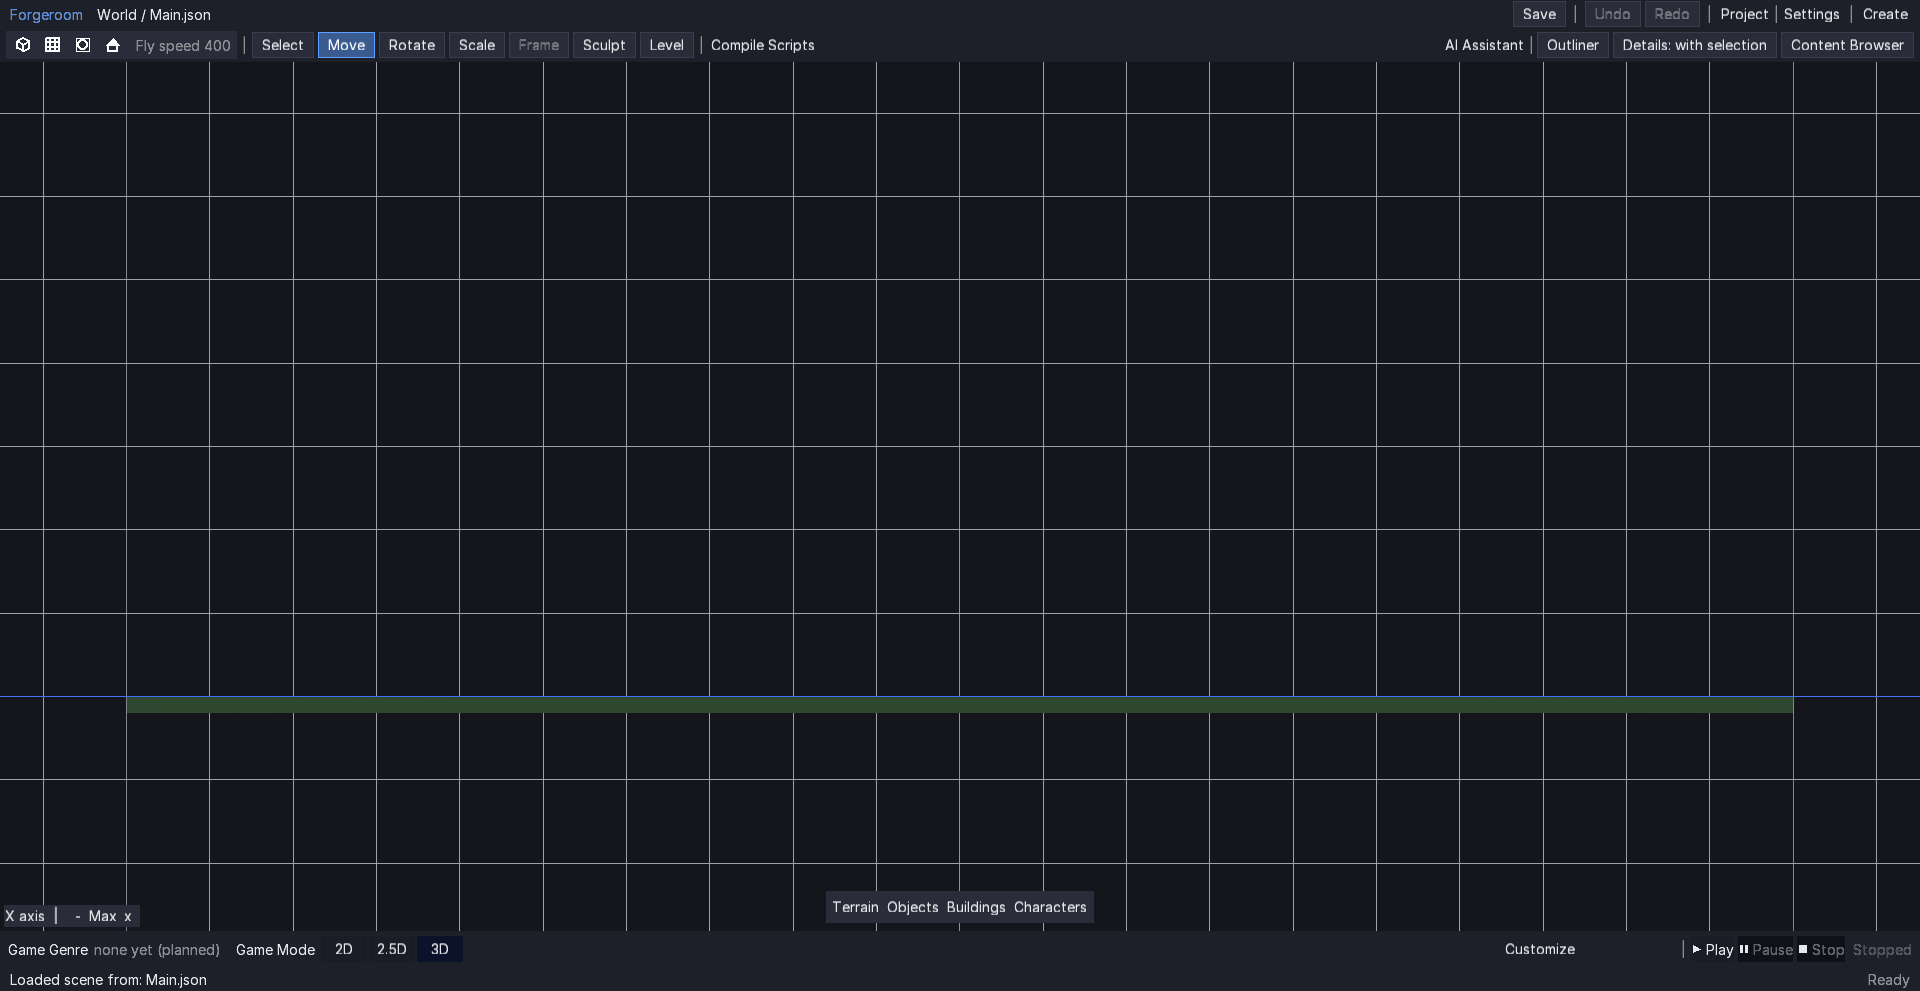 Forgeroom World / Main.json Save | Undo Redo | Project | Settings | Create
Fly speed 400 | Select Move Rotate Scale Frame Sculpt Level | Compile Scripts AI Assistant | Outliner Details: with selection Content Browser
Terrain Objects Buildings Characters
X axis | - Max x
Game Genre none yet (planned) Game Mode 2D 2.5D 3D Customize | Play Pause Stop Stopped
Loaded scene from: Main.json Ready